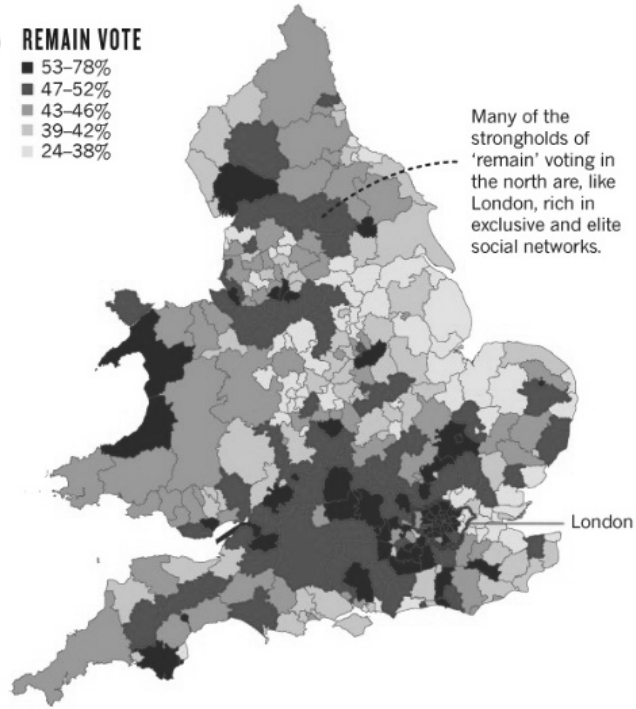 REMAIN VOTE
53–78%
47–52%
43–46%
39–42%
24–38%
Many of the
strongholds of
‘remain’ voting in
the north are, like
London, rich in
exclusive and elite
social networks.
London